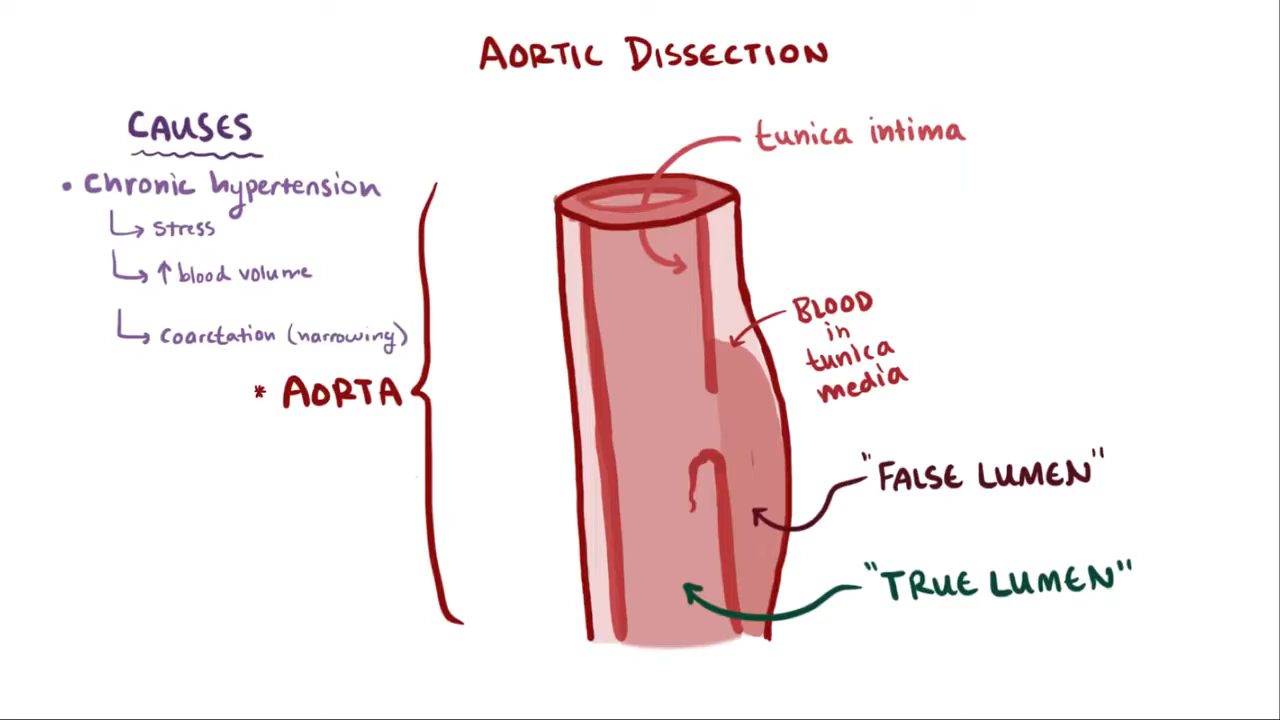 AORTIC DISSECTION
CAUSES
• Chronic hypertension
↳ stress
↳ ↑ blood volume
↳ coarctation (narrowing)
* AORTA
tunica intima
BLOOD
in
tunica
media
"FALSE LUMEN"
"TRUE LUMEN"